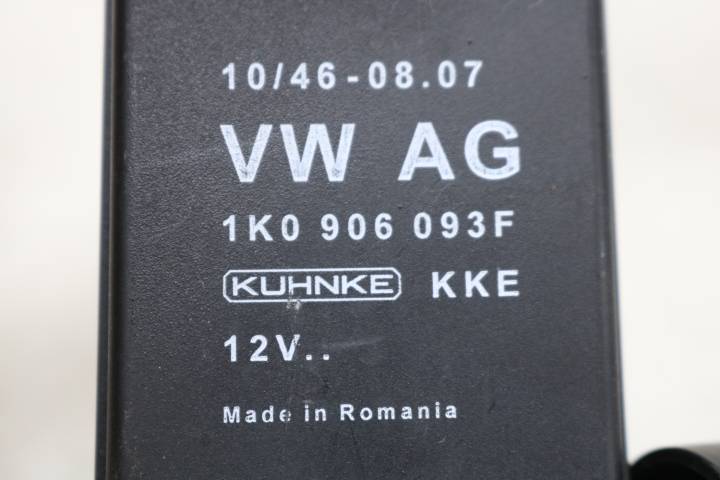 10/46-08.07
VW AG
1K0 906 093F
KUHNKE KKE
12V..
Made in Romania